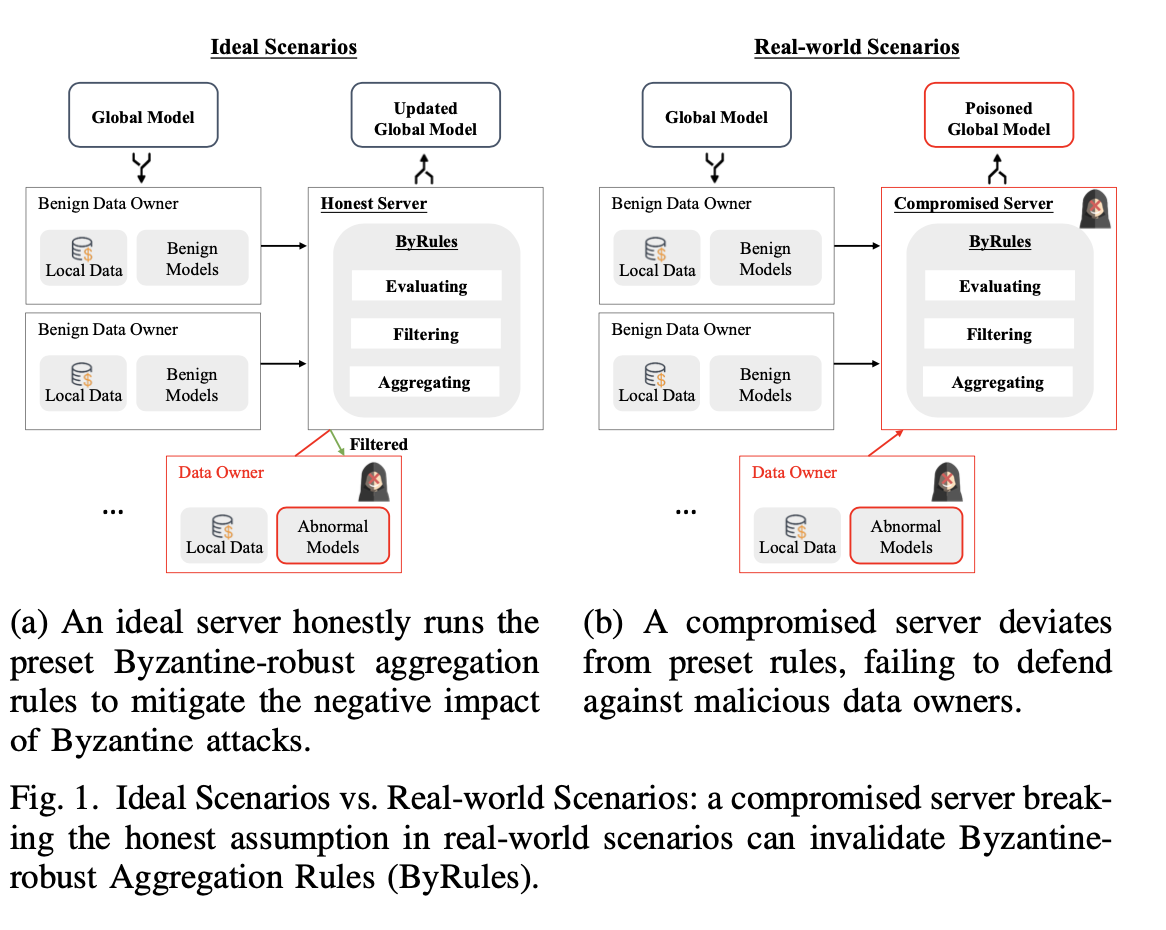 Ideal Scenarios
Global Model
Updated
Global Model
Benign Data Owner
Local Data
Benign
Models
Benign Data Owner
Local Data
Benign
Models
Honest Server
ByRules
Evaluating
Filtering
Aggregating
Filtered
Data Owner
Local Data
Abnormal
Models
...
Real-world Scenarios
Global Model
Poisoned
Global Model
Benign Data Owner
Local Data
Benign
Models
Benign Data Owner
Local Data
Benign
Models
Compromised Server
ByRules
Evaluating
Filtering
Aggregating
Data Owner
Local Data
Abnormal
Models
...
(a) An ideal server honestly runs the
preset Byzantine-robust aggregation
rules to mitigate the negative impact
of Byzantine attacks.
(b) A compromised server deviates
from preset rules, failing to defend
against malicious data owners.
Fig. 1. Ideal Scenarios vs. Real-world Scenarios: a compromised server break-
ing the honest assumption in real-world scenarios can invalidate Byzantine-
robust Aggregation Rules (ByRules).